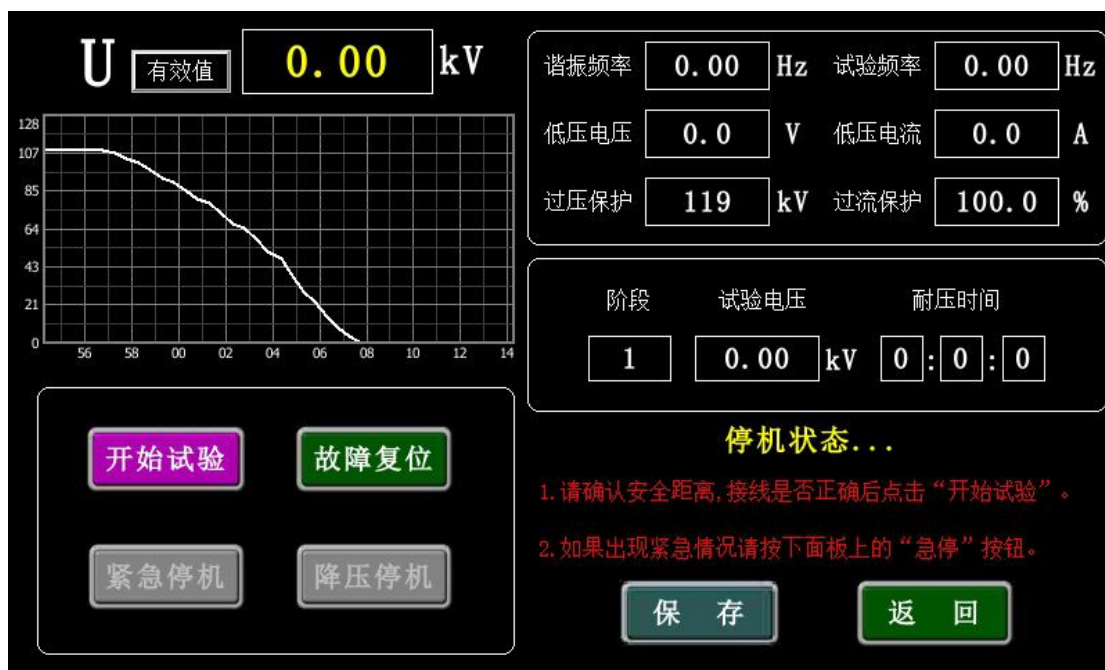 U 有效值 0.00 kV
128
107
85
64
43
21
0
56 58 00 02 04 06 08 10 12 14
谐振频率 0.00 Hz 试验频率 0.00 Hz
低压电压 0.0 V 低压电流 0.0 A
过压保护 119 kV 过流保护 100.0 %
阶段 试验电压 耐压时间
1 0.00 kV 0 : 0 : 0
开始试验 故障复位
紧急停机 降压停机
停机状态...
1.请确认安全距离,接线是否正确后点击“开始试验”。
2.如果出现紧急情况请按下面板上的“急停”按钮。
保 存 返 回